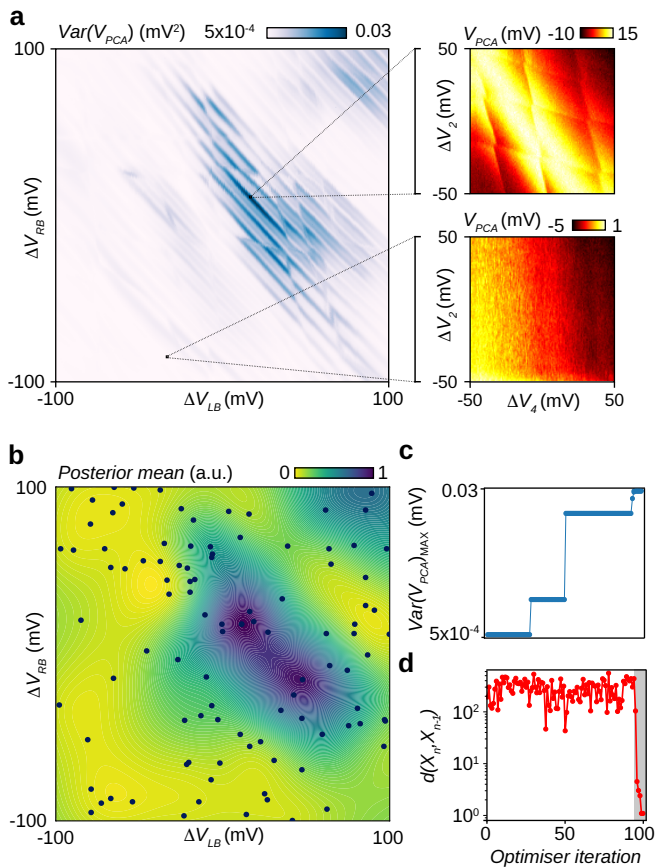 a
Var(V_PCA) (mV²) 5x10⁻⁴ 0.03
V_PCA -10 15
(mV)
100
50
ΔV_2 (mV)
-50
ΔV_RB (mV)
V_PCA (mV)
-5 1
50
ΔV_2 (mV)
-50
-100
-100 ΔV_LB (mV) 100
-50 ΔV_4 (mV) 50
b
Posterior mean (a.u.) 0 1
100
ΔV_RB (mV)
-100
-100 ΔV_LB (mV) 100
c
0.03
Var(V_PCA)_MAX (mV)
5x10⁻⁴
d
d(X_n,X_n-1)
10²
10¹
10⁰
0 50 100
Optimiser iteration